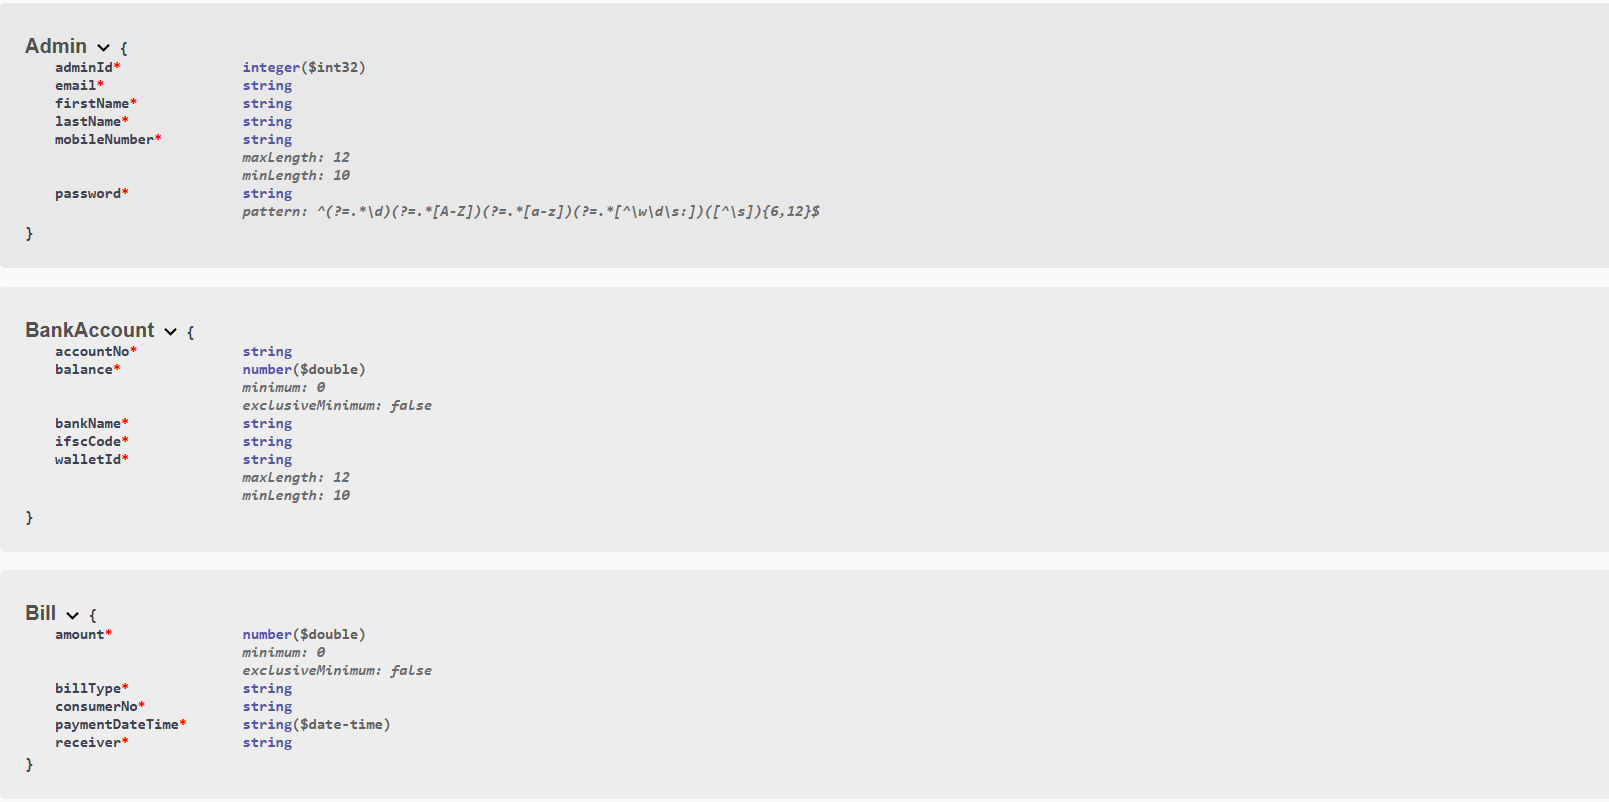 Admin {
adminId* integer($int32)
email* string
firstName* string
lastName* string
mobileNumber* string
maxLength: 12
minLength: 10
password* string
pattern: ^(?=.*\d)(?=.*[A-Z])(?=.*[a-z])(?=.*[^\w\d\s:])([^\s]){6,12}$
}
BankAccount {
accountNo* string
balance* number($double)
minimum: 0
exclusiveMinimum: false
bankName* string
ifscCode* string
walletId* string
maxLength: 12
minLength: 10
}
Bill {
amount* number($double)
minimum: 0
exclusiveMinimum: false
billType* string
consumerNo* string
paymentDateTime* string($date-time)
receiver* string
}